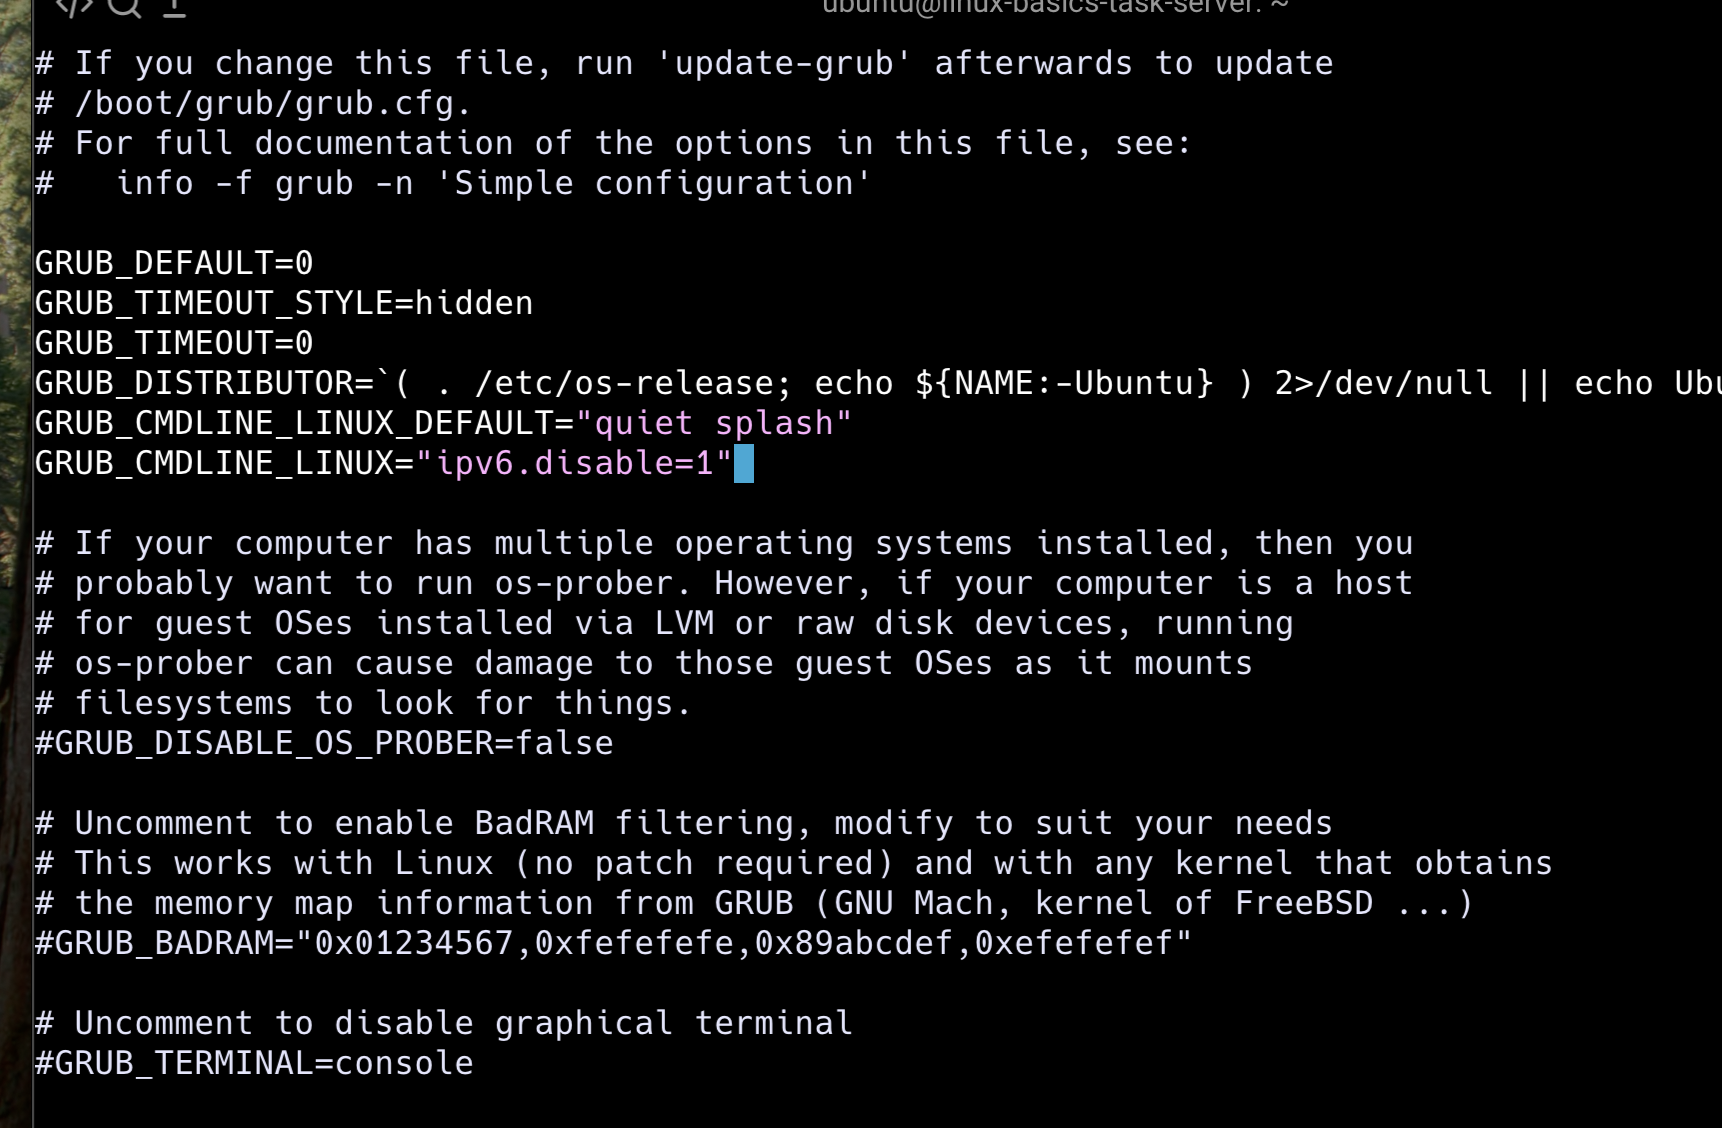 ubuntu@linux-basics-task-server: ~
# If you change this file, run 'update-grub' afterwards to update
# /boot/grub/grub.cfg.
# For full documentation of the options in this file, see:
#   info -f grub -n 'Simple configuration'
GRUB_DEFAULT=0
GRUB_TIMEOUT_STYLE=hidden
GRUB_TIMEOUT=0
GRUB_DISTRIBUTOR=`( . /etc/os-release; echo ${NAME:-Ubuntu} ) 2>/dev/null || echo Ubu
GRUB_CMDLINE_LINUX_DEFAULT="quiet splash"
GRUB_CMDLINE_LINUX="ipv6.disable=1"
# If your computer has multiple operating systems installed, then you
# probably want to run os-prober. However, if your computer is a host
# for guest OSes installed via LVM or raw disk devices, running
# os-prober can cause damage to those guest OSes as it mounts
# filesystems to look for things.
#GRUB_DISABLE_OS_PROBER=false
# Uncomment to enable BadRAM filtering, modify to suit your needs
# This works with Linux (no patch required) and with any kernel that obtains
# the memory map information from GRUB (GNU Mach, kernel of FreeBSD ...)
#GRUB_BADRAM="0x01234567,0xfefefefe,0x89abcdef,0xefefefef"
# Uncomment to disable graphical terminal
#GRUB_TERMINAL=console